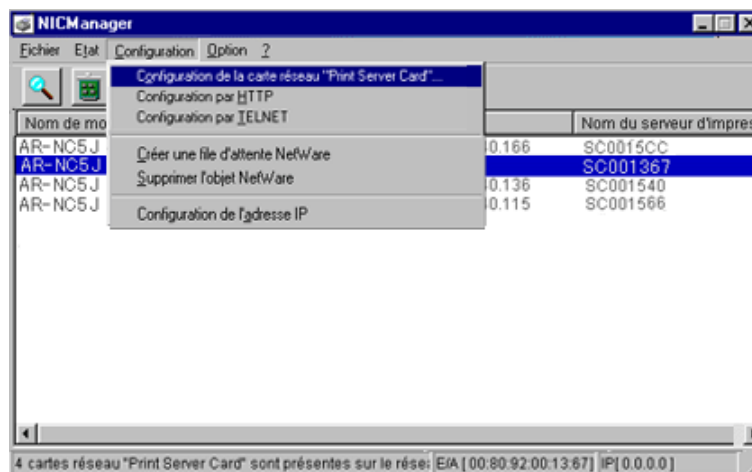 NICManager
Fichier Etat Configuration Option ?
Configuration de la carte réseau "Print Server Card"...
Configuration par HTTP
Configuration par TELNET
Créer une file d'attente NetWare
Supprimer l'objet NetWare
Configuration de l'adresse IP
Nom de mo Nom du serveur d'impres
AR-NC5J 0.166 SC0015CC
AR-NC5J SC001367
AR-NC5J 0.136 SC001540
AR-NC5J 0.115 SC001566
4 cartes réseau "Print Server Card" sont présentes sur le rése E/A [ 00:80:92:00:13:67] IP[ 0.0.0.0 ]